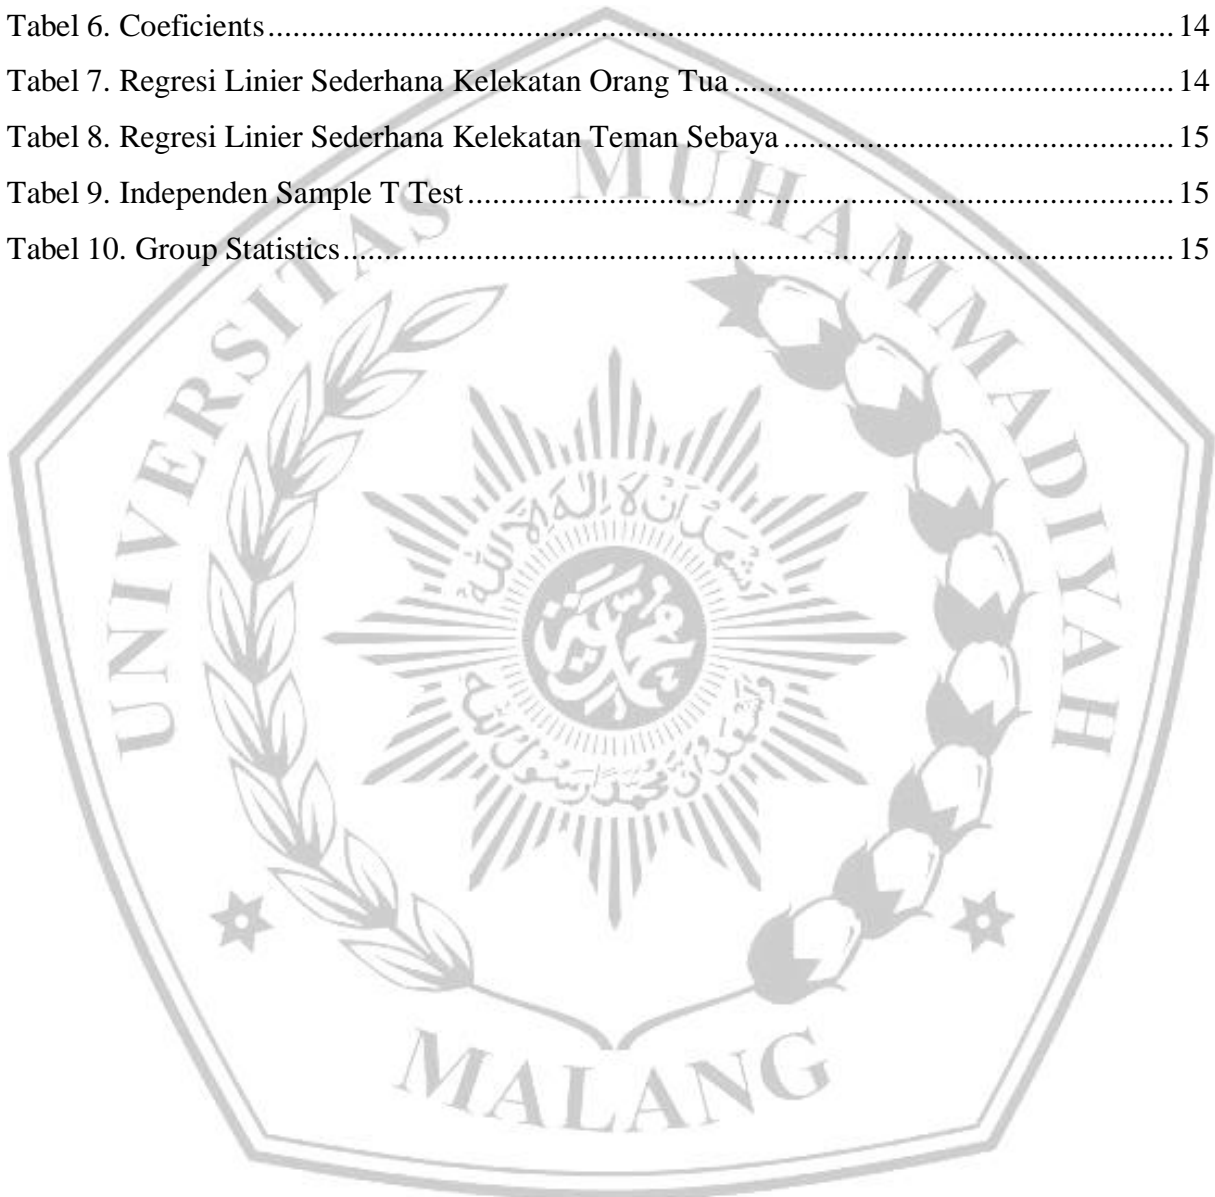 Tabel 6. Coeficients.......................................................................................................................... 14
Tabel 7. Regresi Linier Sederhana Kelekatan Orang Tua ........................................................... 14
Tabel 8. Regresi Linier Sederhana Kelekatan Teman Sebaya .................................................... 15
Tabel 9. Independen Sample T Test ............................................................................................. 15
Tabel 10. Group Statistics............................................................................................................... 15
UNIVERSITAS MUHAMMADIYAH
MALANG